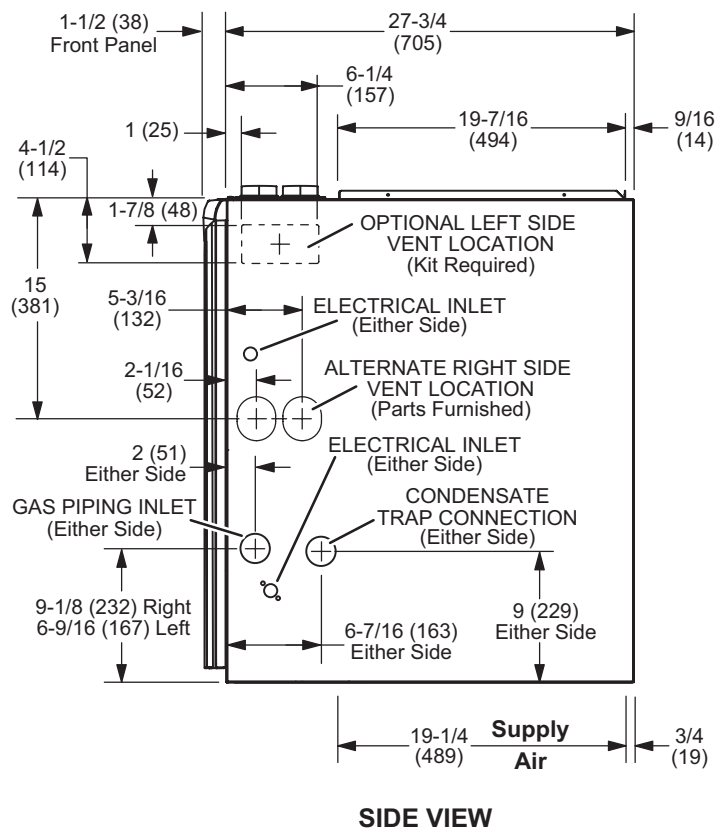 1-1/2 (38)
Front Panel
27-3/4
(705)
6-1/4
(157)
1 (25)
19-7/16
(494)
9/16
(14)
4-1/2
(114)
1-7/8 (48)
OPTIONAL LEFT SIDE
VENT LOCATION
(Kit Required)
15
(381)
5-3/16
(132)
ELECTRICAL INLET
(Either Side)
2-1/16
(52)
ALTERNATE RIGHT SIDE
VENT LOCATION
(Parts Furnished)
2 (51)
Either Side
ELECTRICAL INLET
(Either Side)
GAS PIPING INLET
(Either Side)
CONDENSATE
TRAP CONNECTION
(Either Side)
9-1/8 (232) Right
6-9/16 (167) Left
6-7/16 (163)
Either Side
9 (229)
Either Side
19-1/4
(489)
Supply
Air
3/4
(19)
SIDE VIEW